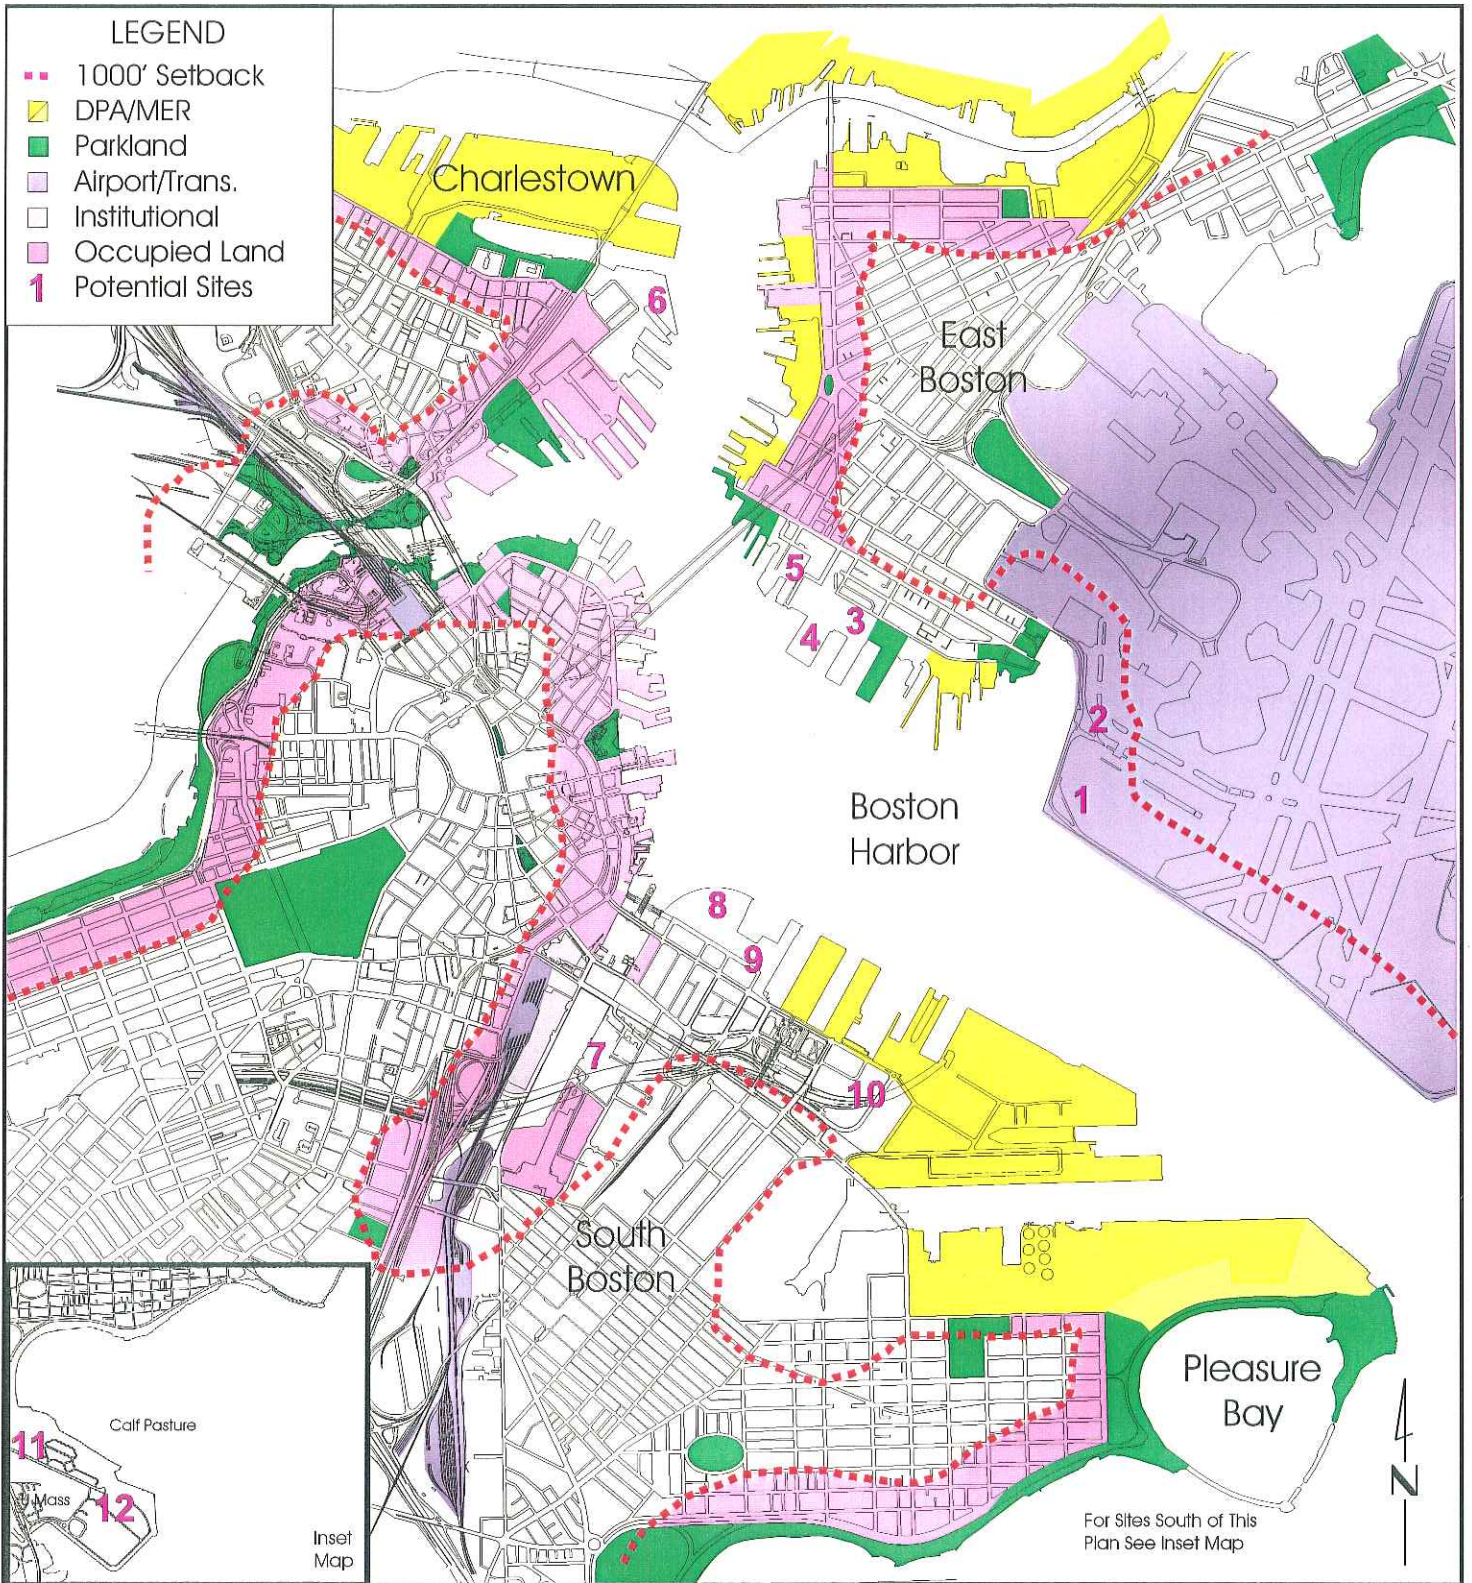 LEGEND
1000' Setback
DPA/MER
Parkland
Airport/Trans.
Institutional
Occupied Land
1 Potential Sites
Charlestown
6
East
Boston
5
3
4
2
1
Boston
Harbor
8
9
7
10
South
Boston
Pleasure
Bay
Calf Pasture
11
UMass
12
Inset
Map
For Sites South of This
Plan See Inset Map
N